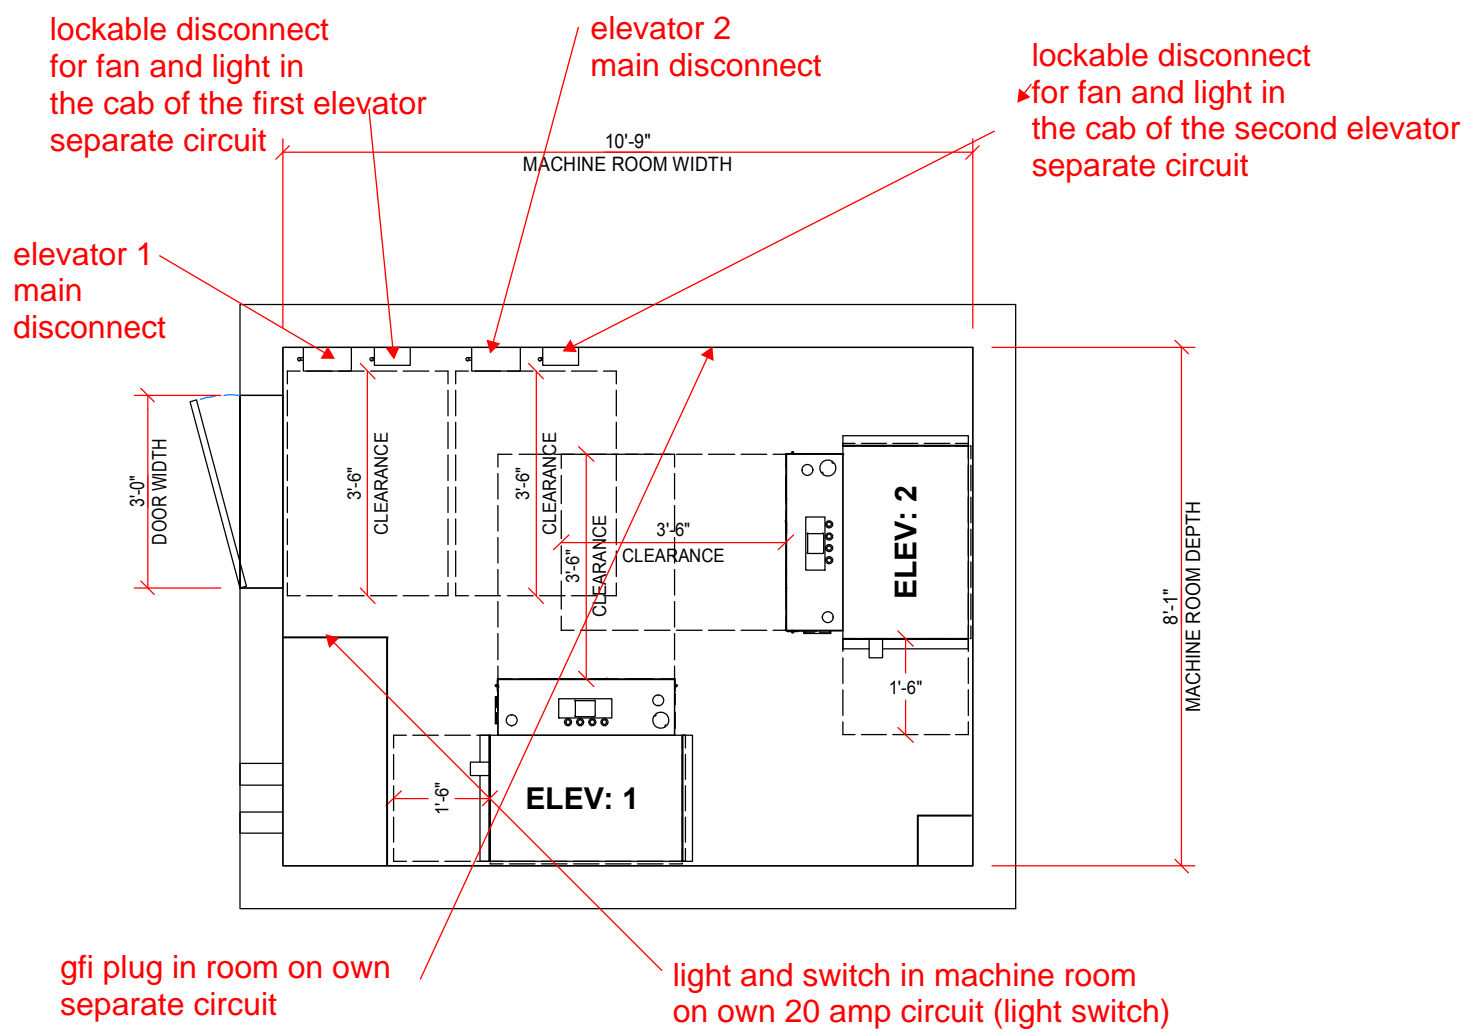 lockable disconnect
for fan and light in
the cab of the first elevator
separate circuit
elevator 2
main disconnect
lockable disconnect
for fan and light in
the cab of the second elevator
separate circuit
10'-9"
MACHINE ROOM WIDTH
elevator 1
main
disconnect
3'-0"
DOOR WIDTH
3'-6"
CLEARANCE
3'-6"
CLEARANCE
3'-6"
CLEARANCE
3'-6"
CLEARANCE
ELEV: 2
1'-6"
8'-1"
MACHINE ROOM DEPTH
1'-6"
ELEV: 1
gfi plug in room on own
separate circuit
light and switch in machine room
on own 20 amp circuit (light switch)